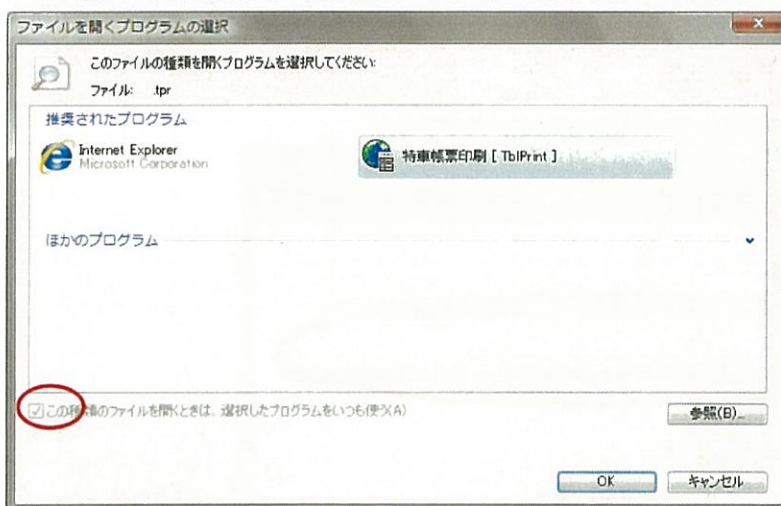 ファイルを開くプログラムの選択
このファイルの種類を開くプログラムを選択してください:
ファイル: .tpr
推奨されたプログラム
Internet Explorer
Microsoft Corporation
特車帳票印刷 [ TblPrint ]
ほかのプログラム
この種類のファイルを開くときは、選択したプログラムをいつも使う(A)
参照(B)...
OK
キャンセル